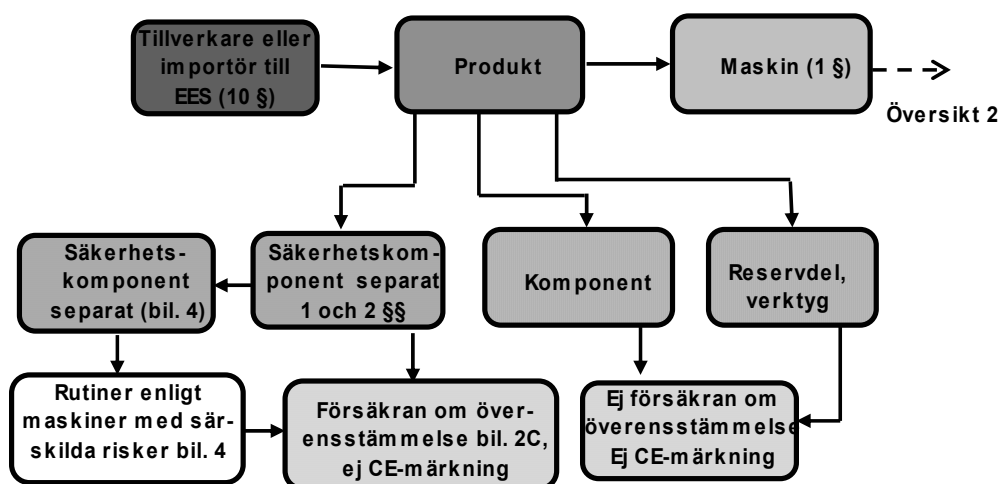 Tillverkare eller
importör till
EES (10 §)
Produkt
Maskin (1 §)
Översikt 2
Säkerhets-
komponent
separat (bil. 4)
Säkerhetskom-
ponent separat
1 och 2 §§
Komponent
Reservdel,
verktyg
Rutiner enligt
maskiner med sär-
skilda risker bil. 4
Försäkran om över-
ensstämmelse bil. 2C,
ej CE-märkning
Ej försäkran om
överensstämmelse
Ej CE-märkning